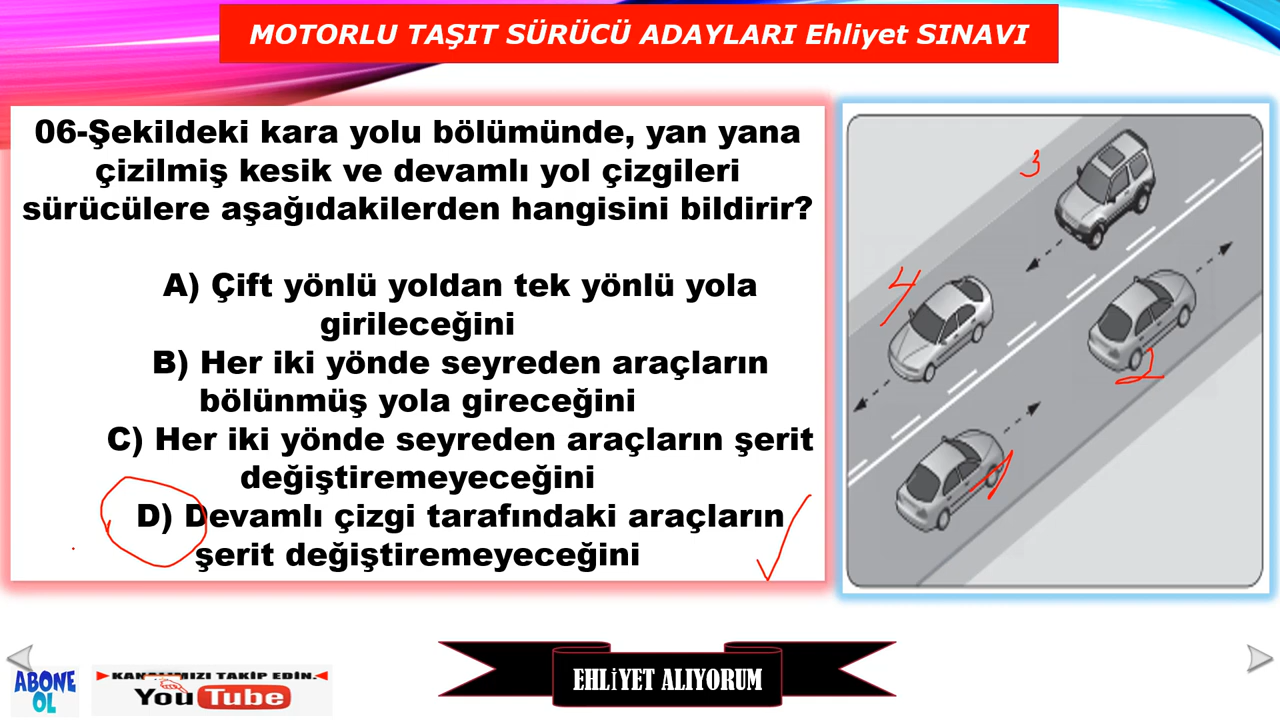 MOTORLU TAŞIT SÜRÜCÜ ADAYLARI Ehliyet SINAVI
06-Şekildeki kara yolu bölümünde, yan yana
çizilmiş kesik ve devamlı yol çizgileri
sürücülere aşağıdakilerden hangisini bildirir?
A) Çift yönlü yoldan tek yönlü yola
girileceğini
B) Her iki yönde seyreden araçların
bölünmüş yola gireceğini
C) Her iki yönde seyreden araçların şerit
değiştiremeyeceğini
D) Devamlı çizgi tarafındaki araçların
şerit değiştiremeyeceğini
3
4
2
1
ABONE
OL
KANALIMIZI TAKİP EDİN.
YouTube
EHLİYET ALIYORUM